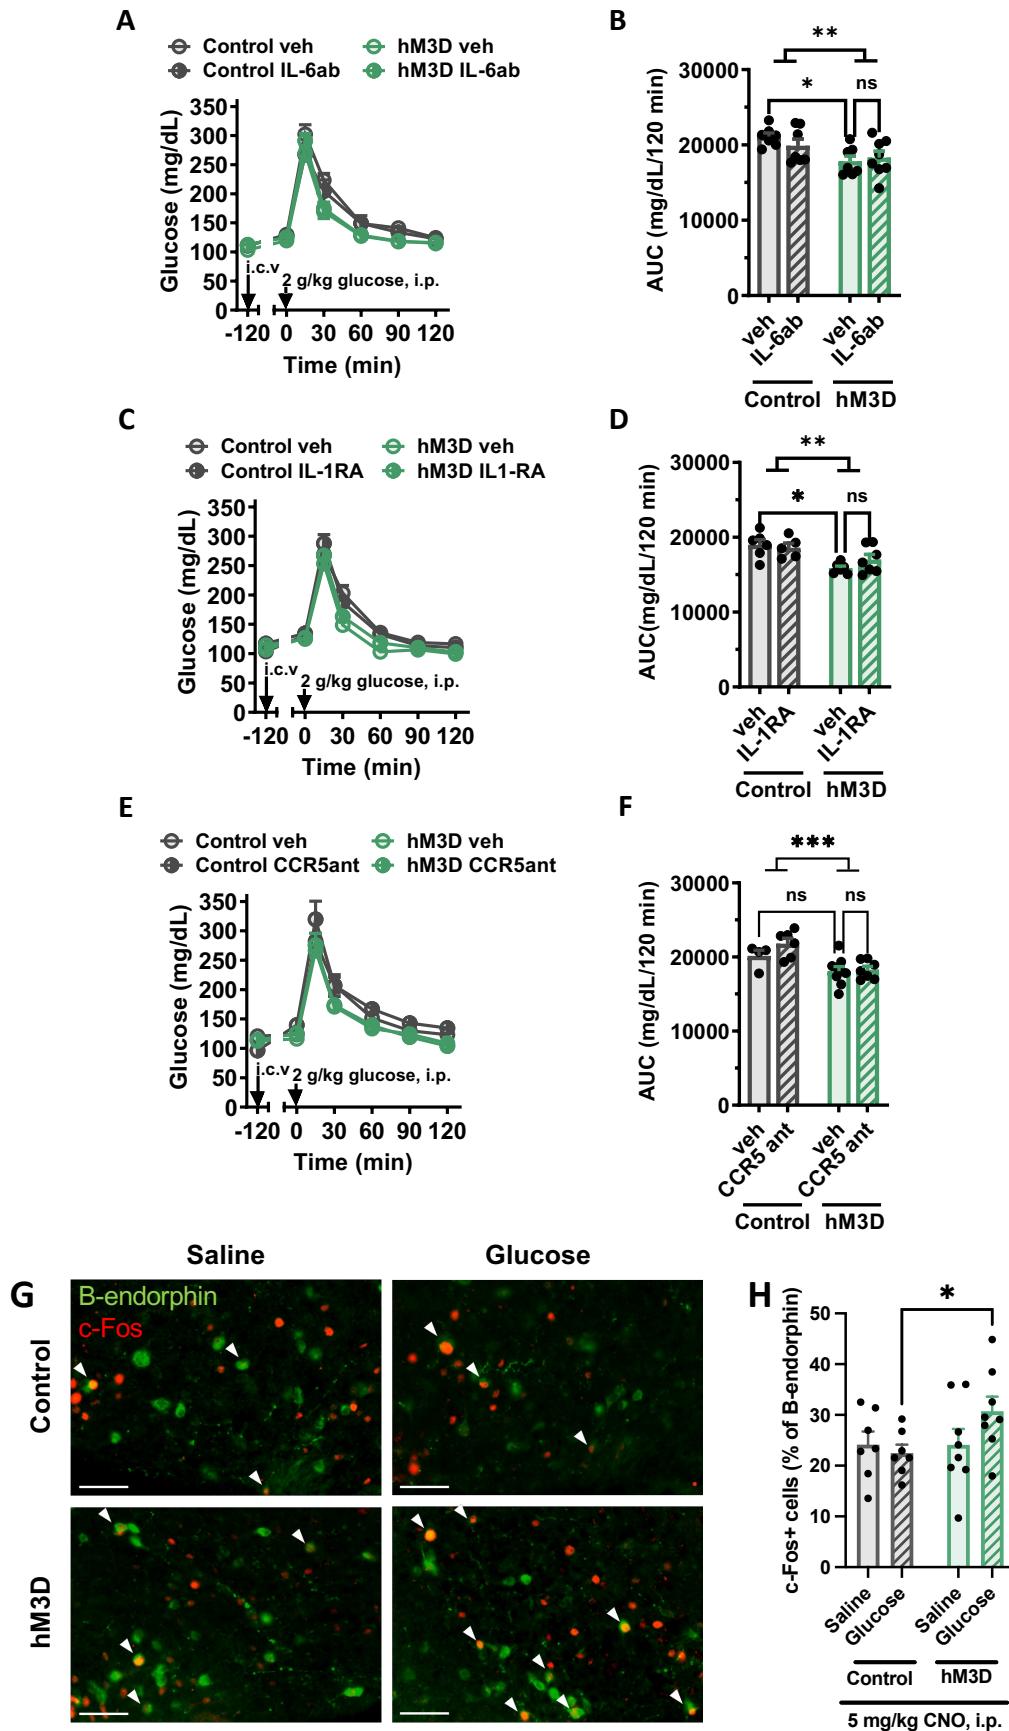 A
Control veh
hM3D veh
Control IL-6ab
hM3D IL-6ab
Glucose (mg/dL)
350
300
250
200
150
100
50
0
i.c.v
2 g/kg glucose, i.p.
-120 0 30 60 90 120
Time (min)
B
**
*
ns
AUC (mg/dL/120 min)
30000
20000
10000
0
veh
IL-6ab
veh
IL-6ab
Control
hM3D
C
Control veh
hM3D veh
Control IL-1RA
hM3D IL1-RA
Glucose (mg/dL)
350
300
250
200
150
100
50
0
i.c.v
2 g/kg glucose, i.p.
-120 0 30 60 90 120
Time (min)
D
**
*
ns
AUC(mg/dL/120 min)
30000
20000
10000
0
veh
IL-1RA
veh
IL-1RA
Control
hM3D
E
Control veh
hM3D veh
Control CCR5ant
hM3D CCR5ant
Glucose (mg/dL)
350
300
250
200
150
100
50
0
i.c.v
2 g/kg glucose, i.p.
-120 0 30 60 90 120
Time (min)
F
***
ns
ns
AUC (mg/dL/120 min)
30000
20000
10000
0
veh
CCR5 ant
veh
CCR5 ant
Control
hM3D
Saline
Glucose
G
B-endorphin
c-Fos
Control
hM3D
H
*
c-Fos+ cells (% of B-endorphin)
50
40
30
20
10
0
Saline
Glucose
Saline
Glucose
Control
hM3D
5 mg/kg CNO, i.p.